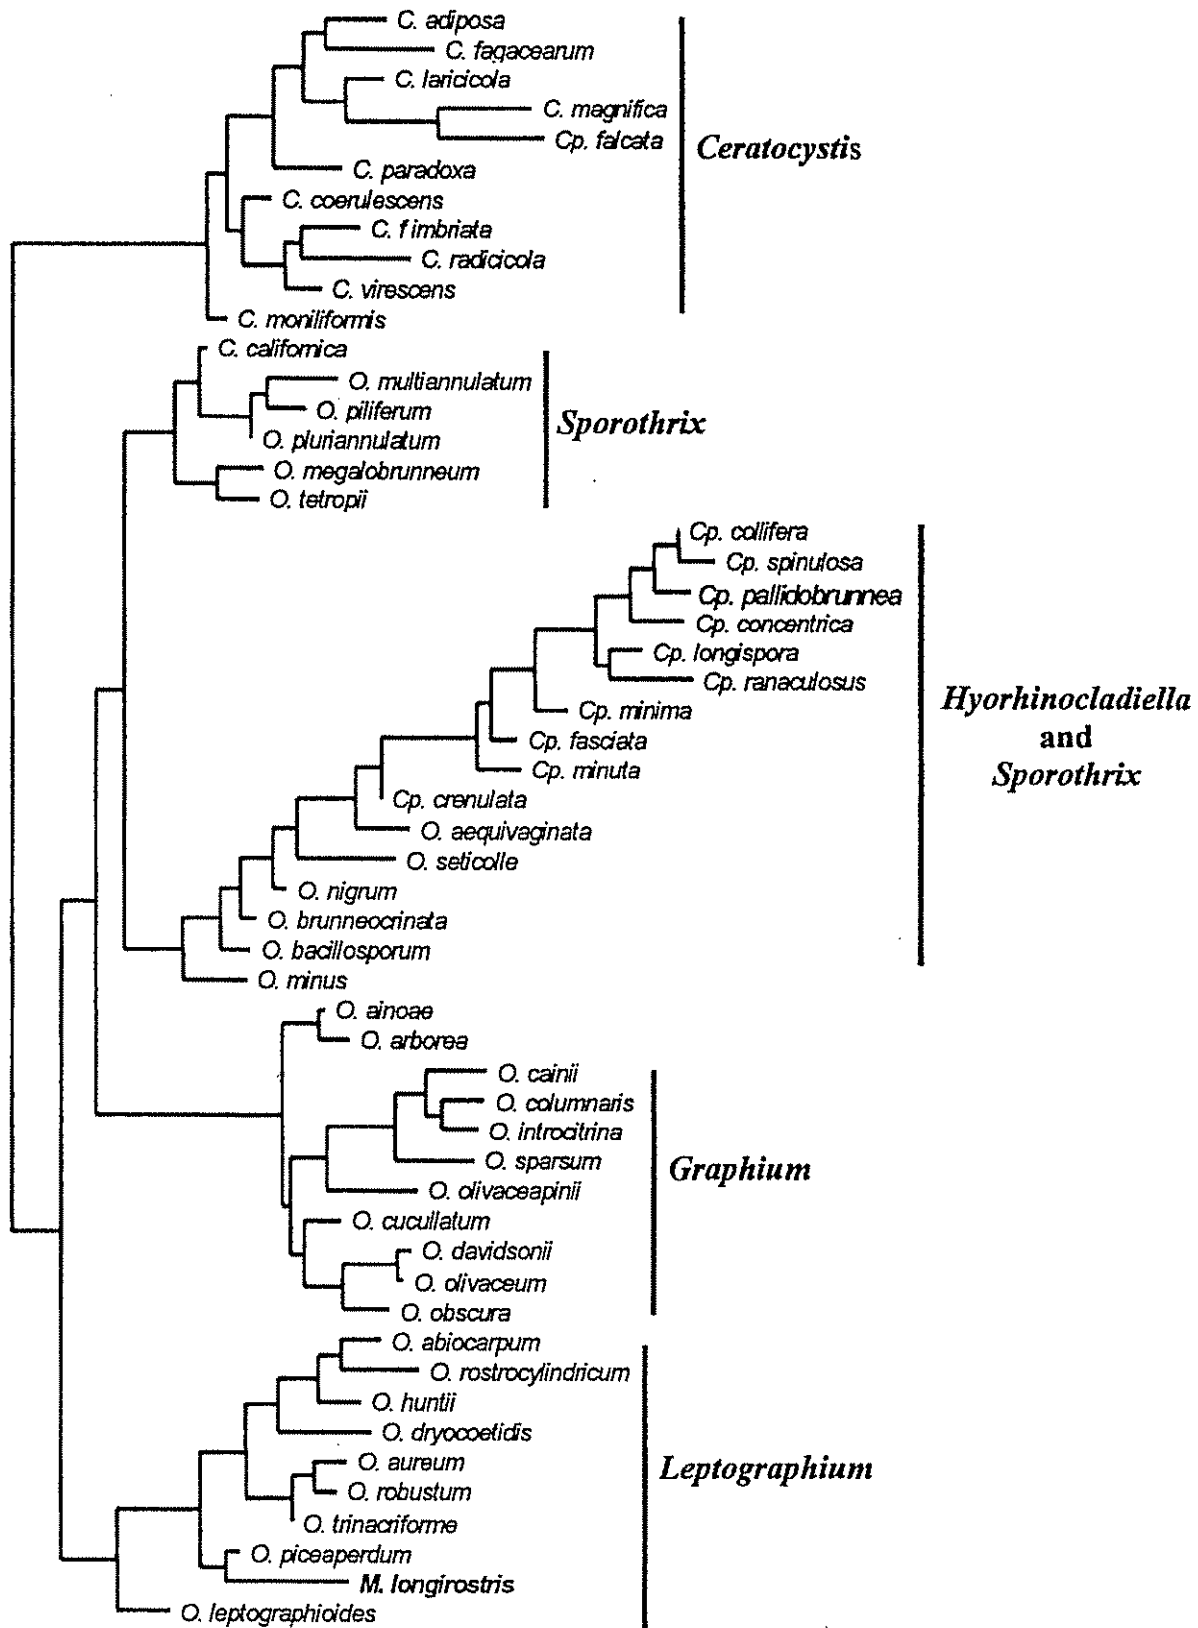 C. adiposa
C. fagacearum
C. laricicola
C. magnifica
Cp. falcata
C. paradoxa
C. coerulescens
C. fimbriata
C. radicicola
C. virescens
C. moniliformis
Ceratocystis
C. californica
O. multiannulatum
O. piliferum
O. pluriannulatum
O. megalobrunneum
O. tetropii
Sporothrix
Cp. collifera
Cp. spinulosa
Cp. pallidobrunnea
Cp. concentrica
Cp. longispora
Cp. ranaculosus
Cp. minima
Cp. fasciata
Cp. minuta
Cp. crenulata
O. aequivaginata
O. seticolle
O. nigrum
O. brunneocrinata
O. bacillosporum
O. minus
Hyorhinocladiella
and
Sporothrix
O. ainoae
O. arborea
O. cainii
O. columnaris
O. introcitrina
O. sparsum
O. olivaceapinii
O. cucullatum
O. davidsonii
O. olivaceum
O. obscura
Graphium
O. abiocarpum
O. rostrocylindricum
O. huntii
O. dryocoetidis
O. aureum
O. robustum
O. trinacriforme
O. piceaperdum
M. longirostris
O. leptographioides
Leptographium